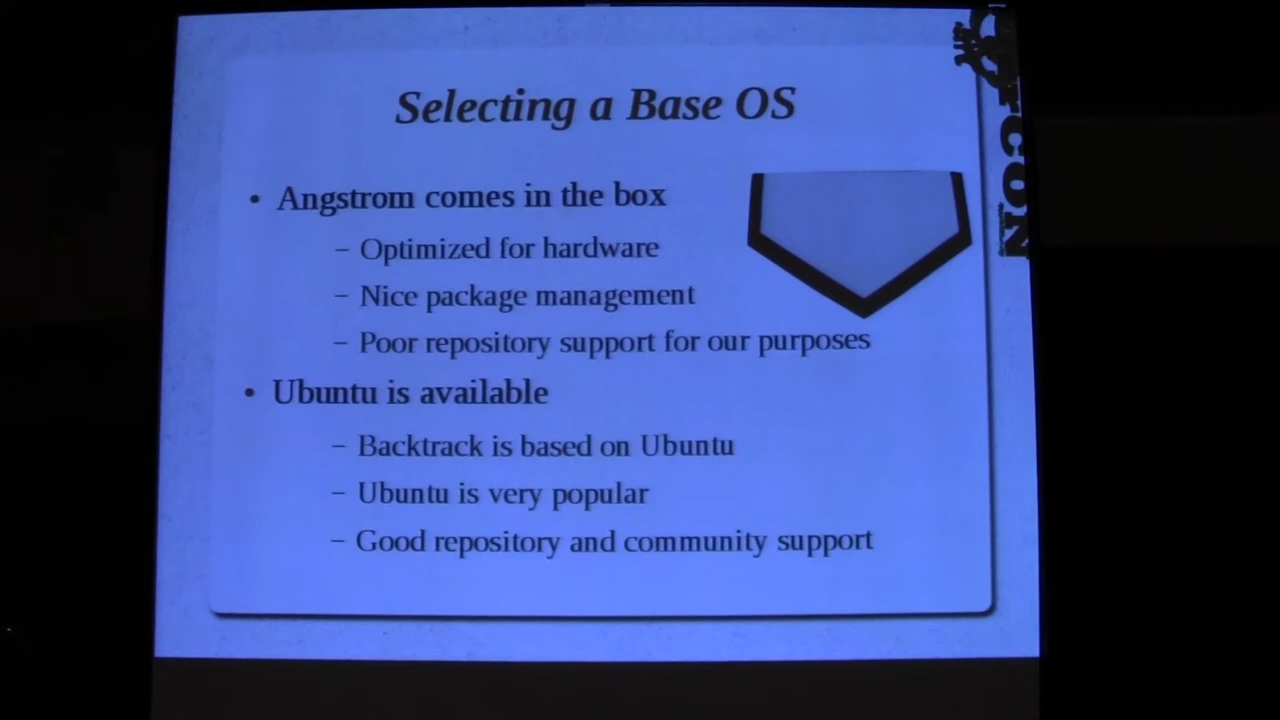 Selecting a Base OS
• Angstrom comes in the box
– Optimized for hardware
– Nice package management
– Poor repository support for our purposes
• Ubuntu is available
– Backtrack is based on Ubuntu
– Ubuntu is very popular
– Good repository and community support
CON